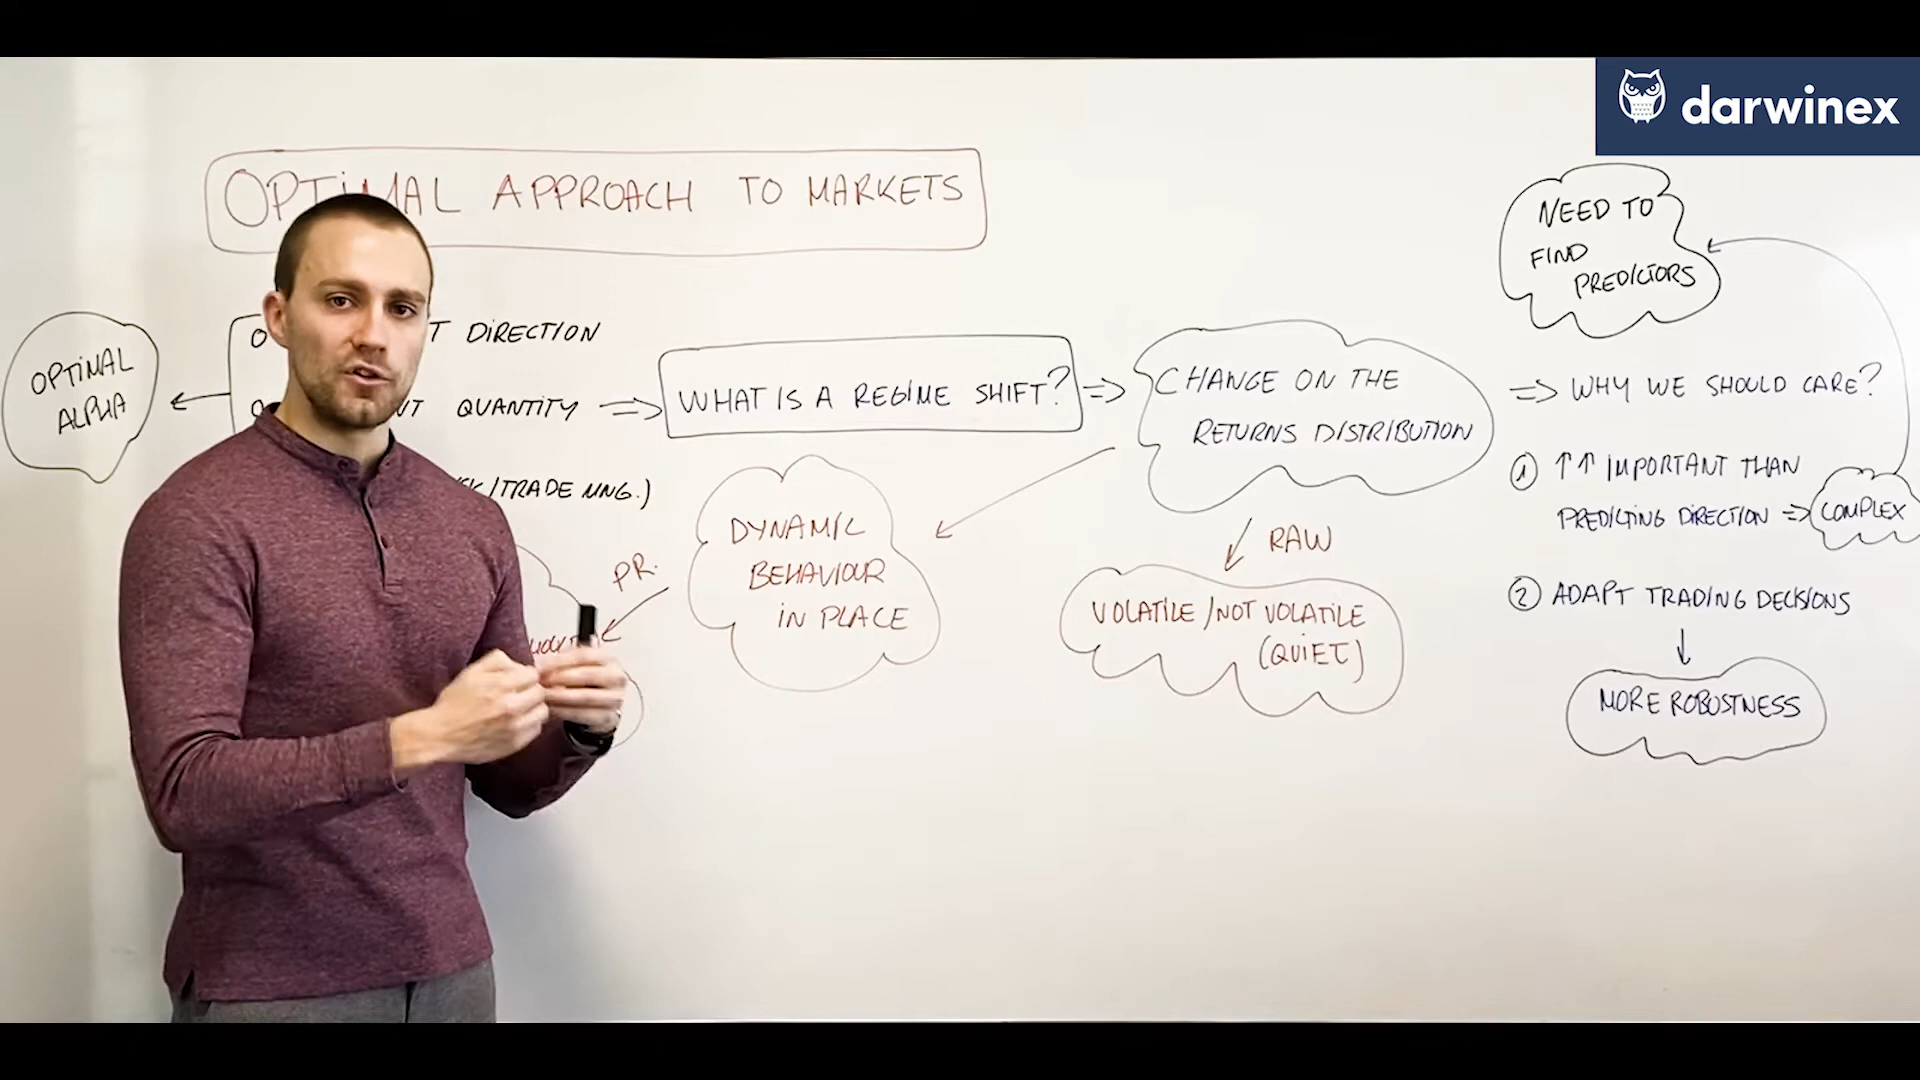 darwinex
OPTIMAL APPROACH TO MARKETS
OPTIMAL
ALPHA
DIRECTION
QUANTITY
/TRADE MNG.)
WHAT IS A REGIME SHIFT?
CHANGE ON THE
RETURNS DISTRIBUTION
DYNAMIC
BEHAVIOUR
IN PLACE
PR.
RAW
VOLATILE/NOT VOLATILE
(QUIET)
NEED TO
FIND
PREDICTORS
WHY WE SHOULD CARE?
1 ↑↑ IMPORTANT THAN
PREDICTING DIRECTION ⇒ COMPLEX
2 ADAPT TRADING DECISIONS
MORE ROBUSTNESS